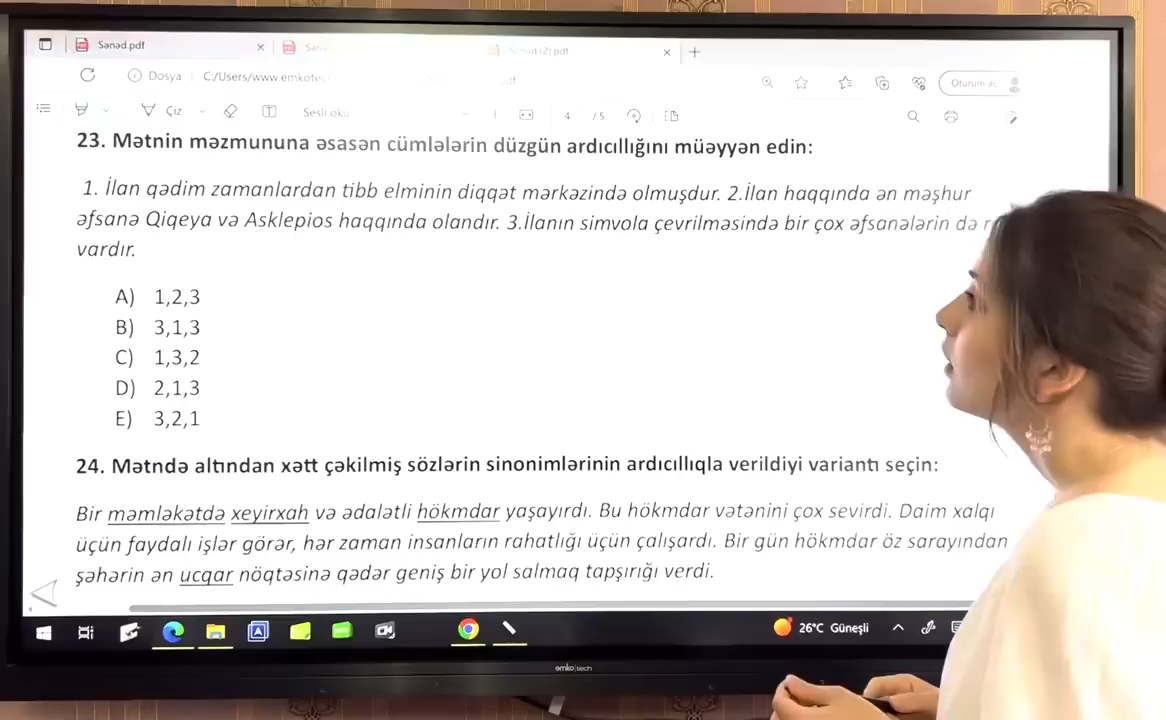 Sənəd.pdf
Sənəd (2).pdf
Dosya C:/Users/www.emkotec
Çiz Sesli oku 4 /5 Oturum aç
23. Mətnin məzmununa əsasən cümlələrin düzgün ardıcıllığını müəyyən edin:
1. İlan qədim zamanlardan tibb elminin diqqət mərkəzində olmuşdur. 2.İlan haqqında ən məşhur
əfsanə Qiqeya və Asklepios haqqında olandır. 3.İlanın simvola çevrilməsində bir çox əfsanələrin də
vardır.
A) 1,2,3
B) 3,1,3
C) 1,3,2
D) 2,1,3
E) 3,2,1
24. Mətndə altından xətt çəkilmiş sözlərin sinonimlərinin ardıcıllıqla verildiyi variantı seçin:
Bir məmləkətdə xeyirxah və ədalətli hökmdar yaşayırdı. Bu hökmdar vətənini çox sevirdi. Daim xalqı
üçün faydalı işlər görər, hər zaman insanların rahatlığı üçün çalışardı. Bir gün hökmdar öz sarayından
şəhərin ən ucqar nöqtəsinə qədər geniş bir yol salmaq tapşırığı verdi.
26°C Güneşli
emko|tech